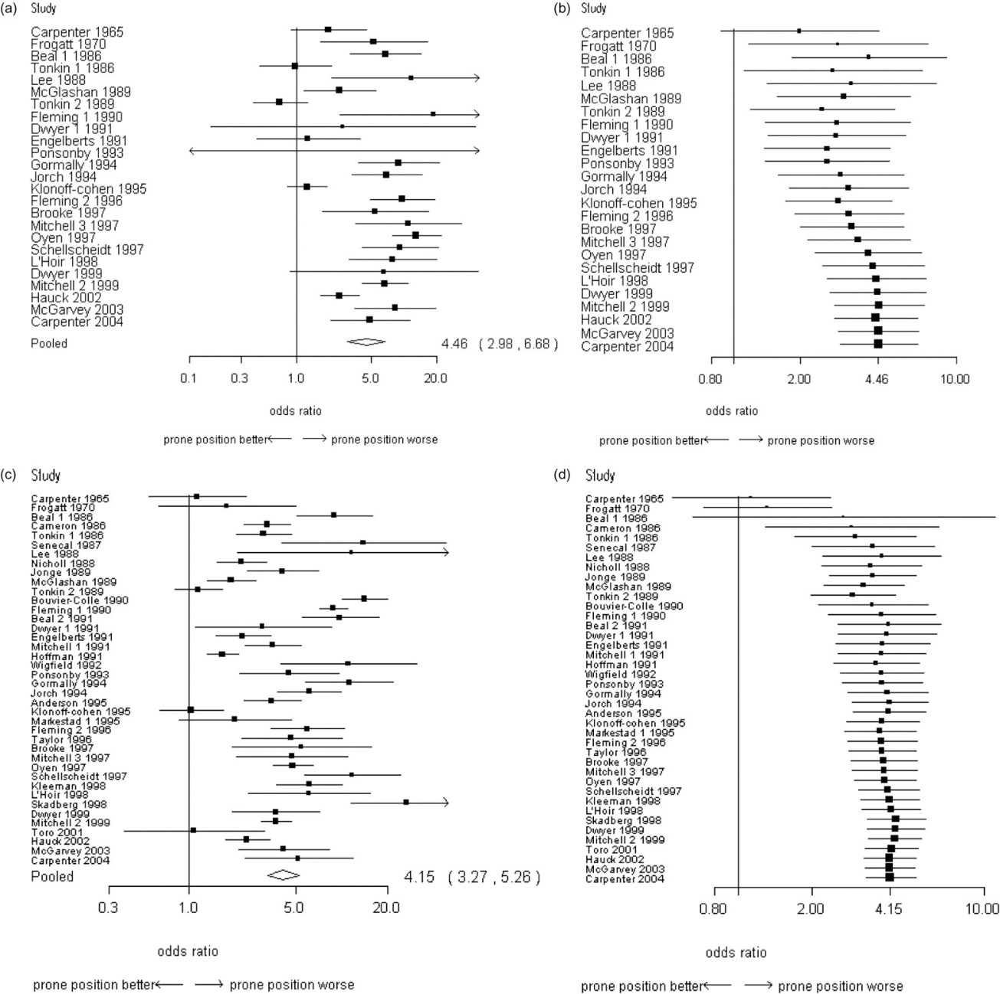 (a) Study
Carpenter 1965
Frogatt 1970
Beal 1 1986
Tonkin 1 1986
Lee 1988
McGlashan 1989
Tonkin 2 1989
Fleming 1 1990
Dwyer 1 1991
Engelberts 1991
Ponsonby 1993
Gormally 1994
Jorch 1994
Klonoff-cohen 1995
Fleming 2 1996
Brooke 1997
Mitchell 3 1997
Oyen 1997
Schellscheidt 1997
L'Hoir 1998
Dwyer 1999
Mitchell 2 1999
Hauck 2002
McGarvey 2003
Carpenter 2004
Pooled 4.46 ( 2.98 , 6.68 )
0.1 0.3 1.0 5.0 20.0
odds ratio
prone position better prone position worse
(b) Study
Carpenter 1965
Frogatt 1970
Beal 1 1986
Tonkin 1 1986
Lee 1988
McGlashan 1989
Tonkin 2 1989
Fleming 1 1990
Dwyer 1 1991
Engelberts 1991
Ponsonby 1993
Gormally 1994
Jorch 1994
Klonoff-cohen 1995
Fleming 2 1996
Brooke 1997
Mitchell 3 1997
Oyen 1997
Schellscheidt 1997
L'Hoir 1998
Dwyer 1999
Mitchell 2 1999
Hauck 2002
McGarvey 2003
Carpenter 2004
0.80 2.00 4.46 10.00
odds ratio
prone position better prone position worse
(c) Study
Carpenter 1965
Frogatt 1970
Beal 1 1986
Cameron 1986
Tonkin 1 1986
Senecal 1987
Lee 1988
Nicholl 1988
Jonge 1989
McGlashan 1989
Tonkin 2 1989
Bouvier-Colle 1990
Fleming 1 1990
Beal 2 1991
Dwyer 1 1991
Engelberts 1991
Mitchell 1 1991
Hoffman 1991
Wigfield 1992
Ponsonby 1993
Gormally 1994
Jorch 1994
Anderson 1995
Klonoff-cohen 1995
Markestad 1 1995
Fleming 2 1996
Taylor 1996
Brooke 1997
Mitchell 3 1997
Oyen 1997
Schellscheidt 1997
Kleeman 1998
L'Hoir 1998
Skadberg 1998
Dwyer 1999
Mitchell 2 1999
Toro 2001
Hauck 2002
McGarvey 2003
Carpenter 2004
Pooled 4.15 ( 3.27 , 5.26 )
0.3 1.0 5.0 20.0
odds ratio
prone position better prone position worse
(d) Study
Carpenter 1965
Frogatt 1970
Beal 1 1986
Cameron 1986
Tonkin 1 1986
Senecal 1987
Lee 1988
Nicholl 1988
Jonge 1989
McGlashan 1989
Tonkin 2 1989
Bouvier-Colle 1990
Fleming 1 1990
Beal 2 1991
Dwyer 1 1991
Engelberts 1991
Mitchell 1 1991
Hoffman 1991
Wigfield 1992
Ponsonby 1993
Gormally 1994
Jorch 1994
Anderson 1995
Klonoff-cohen 1995
Markestad 1 1995
Fleming 2 1996
Taylor 1996
Brooke 1997
Mitchell 3 1997
Oyen 1997
Schellscheidt 1997
Kleeman 1998
L'Hoir 1998
Skadberg 1998
Dwyer 1999
Mitchell 2 1999
Toro 2001
Hauck 2002
McGarvey 2003
Carpenter 2004
0.80 2.00 4.15 10.00
odds ratio
prone position better prone position worse